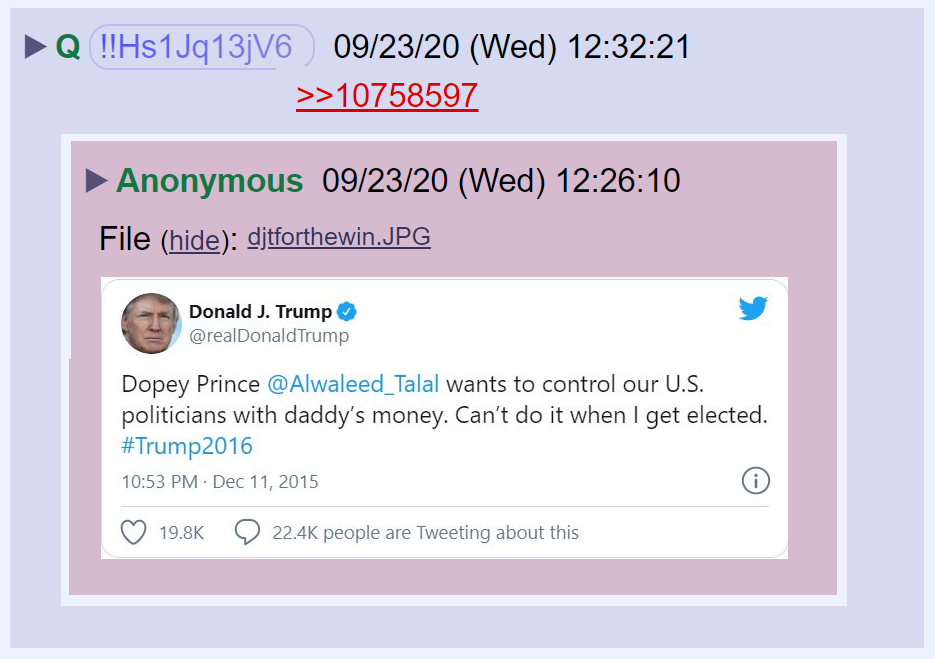 ▶ Q !!Hs1Jq13jV6 09/23/20 (Wed) 12:32:21
>>10758597
▶ Anonymous 09/23/20 (Wed) 12:26:10
File (hide): djtforthewin.JPG
Donald J. Trump
@realDonaldTrump
Dopey Prince @Alwaleed_Talal wants to control our U.S.
politicians with daddy's money. Can't do it when I get elected.
#Trump2016
10:53 PM · Dec 11, 2015
19.8K 22.4K people are Tweeting about this